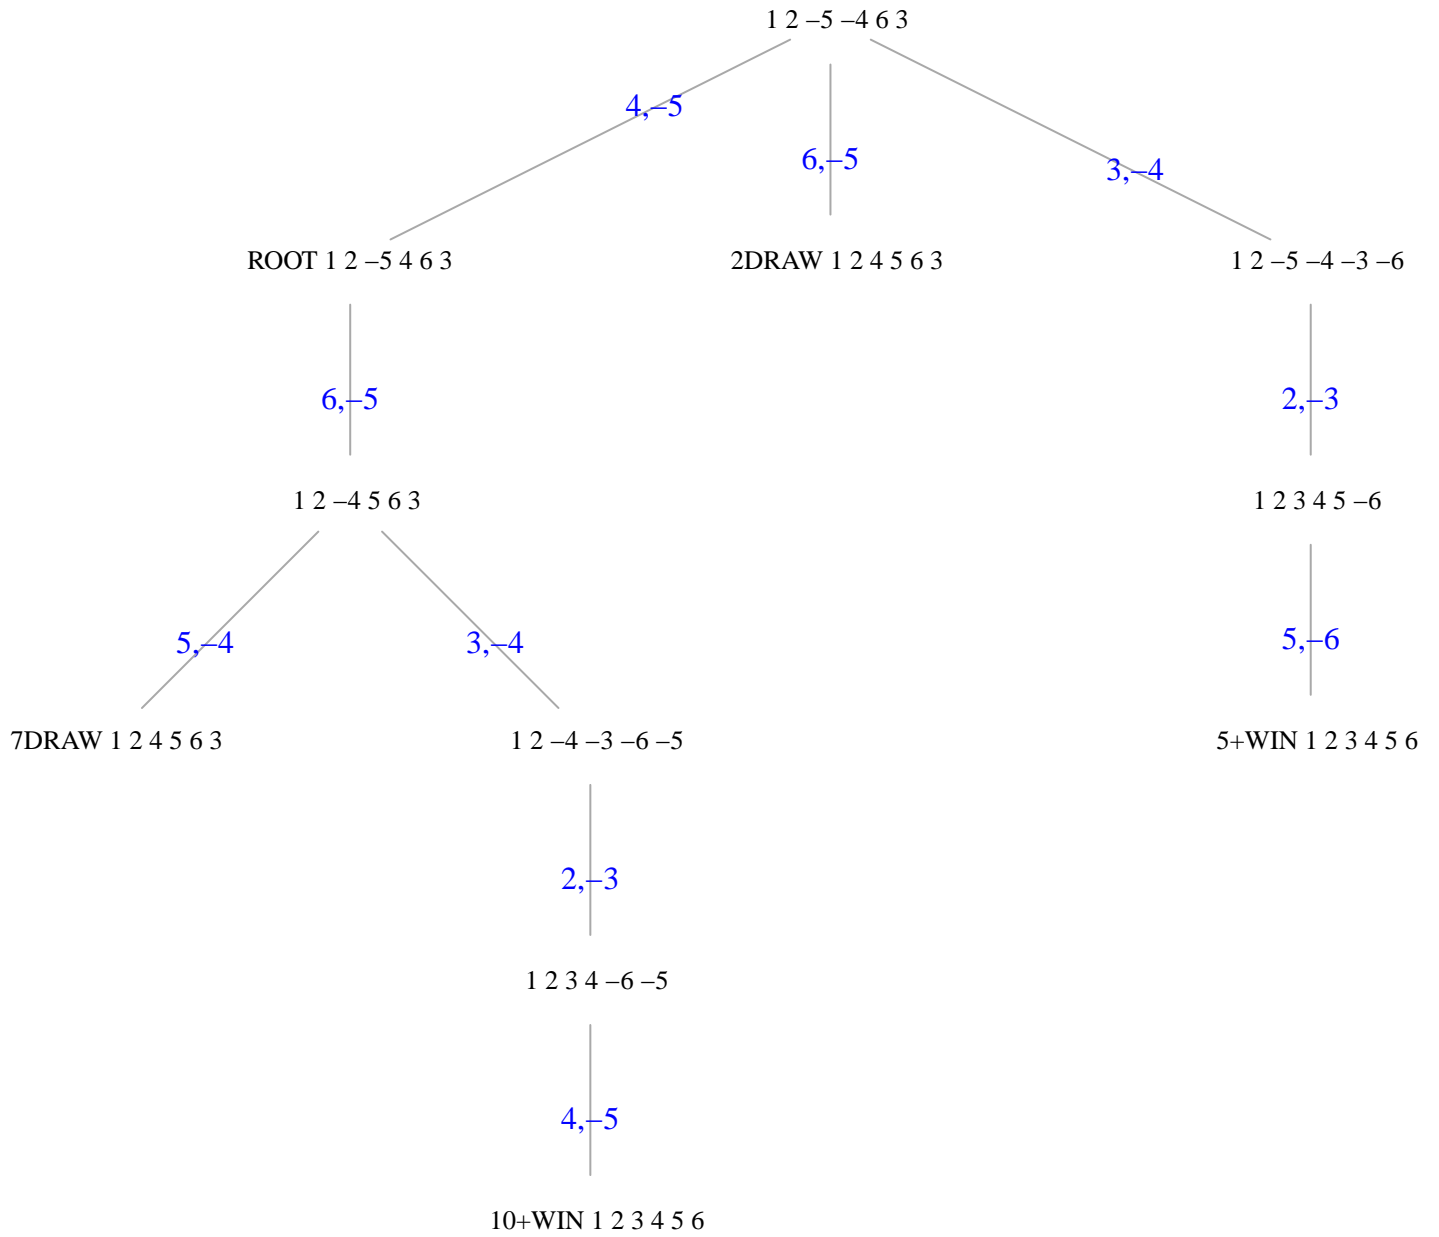 1 2 –5 –4 6 3
4,–5
6,–5
3,–4
ROOT 1 2 –5 4 6 3
2DRAW 1 2 4 5 6 3
1 2 –5 –4 –3 –6
6,–5
2,–3
1 2 –4 5 6 3
1 2 3 4 5 –6
5,–4
3,–4
5,–6
7DRAW 1 2 4 5 6 3
1 2 –4 –3 –6 –5
5+WIN 1 2 3 4 5 6
2,–3
1 2 3 4 –6 –5
4,–5
10+WIN 1 2 3 4 5 6